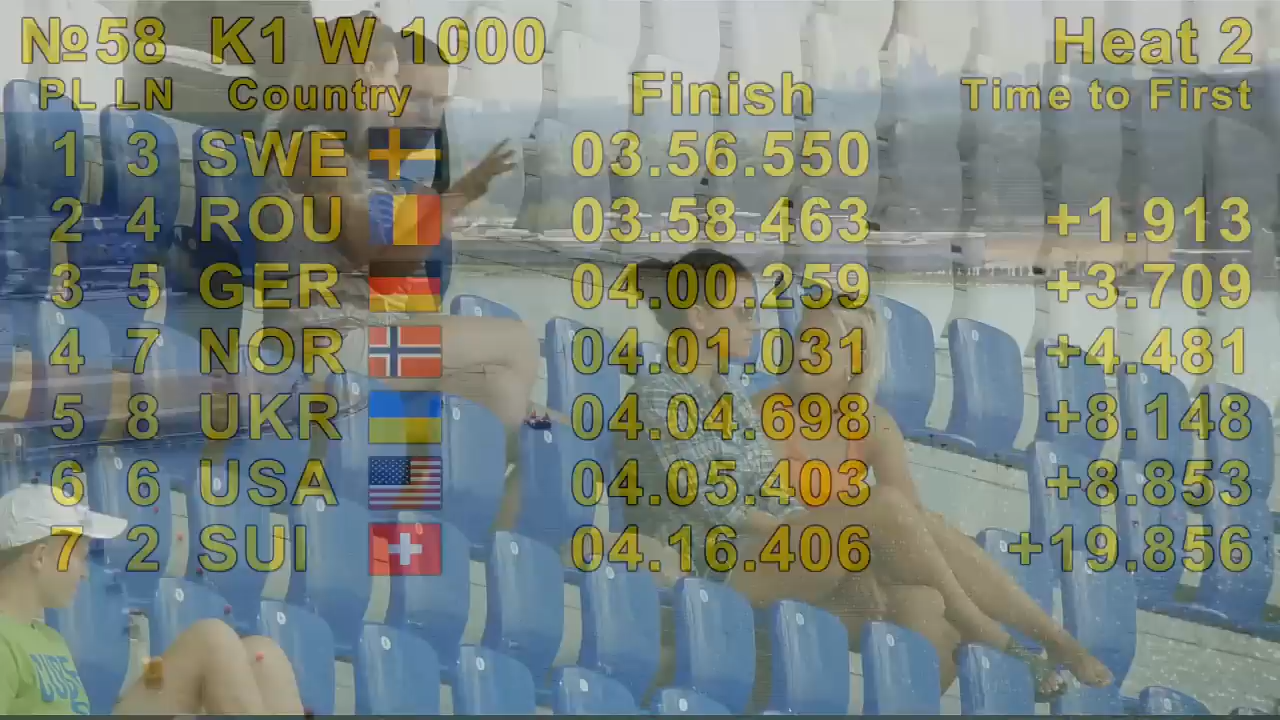 №58 K1 W 1000 Heat 2
PL LN Country Finish Time to First
1 3 SWE 03.56.550
2 4 ROU 03.58.463 +1.913
3 5 GER 04.00.259 +3.709
4 7 NOR 04.01.031 +4.481
5 8 UKR 04.04.698 +8.148
6 6 USA 04.05.403 +8.853
7 2 SUI 04.16.406 +19.856